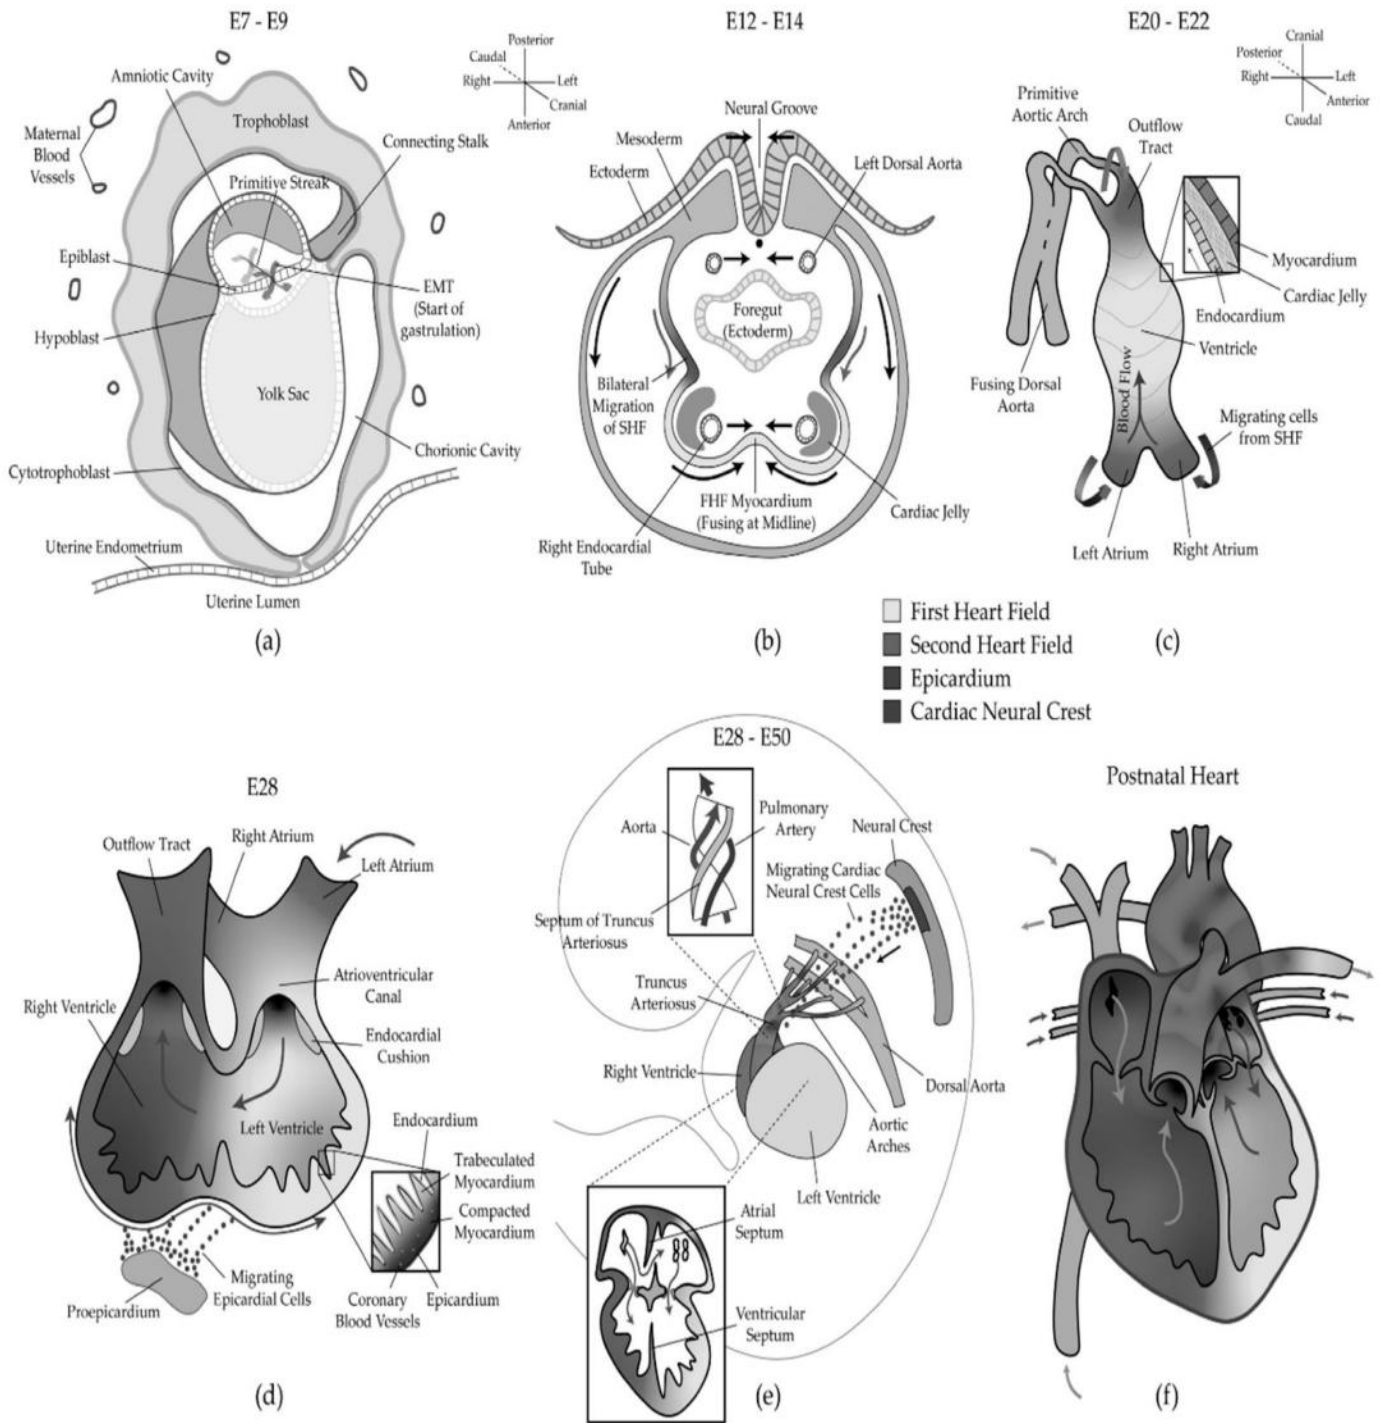 E7 - E9
Posterior
Caudal
Right
Left
Cranial
Anterior
Amniotic Cavity
Trophoblast
Maternal
Blood
Vessels
Connecting Stalk
Primitive Streak
Epiblast
EMT
(Start of
gastrulation)
Hypoblast
Yolk Sac
Chorionic Cavity
Cytotrophoblast
Uterine Endometrium
Uterine Lumen
(a)
E12 - E14
Neural Groove
Mesoderm
Ectoderm
Left Dorsal Aorta
Foregut
(Ectoderm)
Bilateral
Migration
of SHF
FHF Myocardium
(Fusing at Midline)
Cardiac Jelly
Right Endocardial
Tube
(b)
E20 - E22
Cranial
Posterior
Right
Left
Anterior
Caudal
Primitive
Aortic Arch
Outflow
Tract
Myocardium
Cardiac Jelly
Endocardium
Ventricle
Fusing Dorsal
Aorta
Blood Flow
Migrating cells
from SHF
Left Atrium
Right Atrium
(c)
First Heart Field
Second Heart Field
Epicardium
Cardiac Neural Crest
E28
Outflow Tract
Right Atrium
Left Atrium
Atrioventricular
Canal
Right Ventricle
Endocardial
Cushion
Left Ventricle
Endocardium
Trabeculated
Myocardium
Compacted
Myocardium
Migrating
Epicardial Cells
Proepicardium
Coronary
Blood Vessels
Epicardium
(d)
E28 - E50
Aorta
Pulmonary
Artery
Neural Crest
Migrating Cardiac
Neural Crest Cells
Septum of Truncus
Arteriosus
Truncus
Arteriosus
Right Ventricle
Dorsal Aorta
Aortic
Arches
Left Ventricle
Atrial
Septum
Ventricular
Septum
(e)
Postnatal Heart
(f)